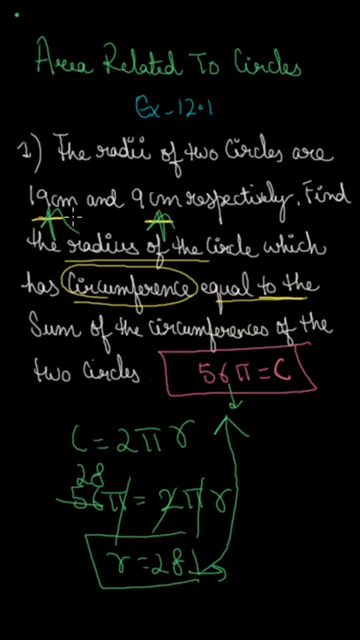 Area Related To Circles
Ex-12.1
1) The radii of two Circles are
19cm and 9cm respectively. Find
the radius of the Circle which
has Circumference equal to the
Sum of the circumferences of the
two circles.
56π = C
C = 2πr
28
56π = 2πr
r = 28